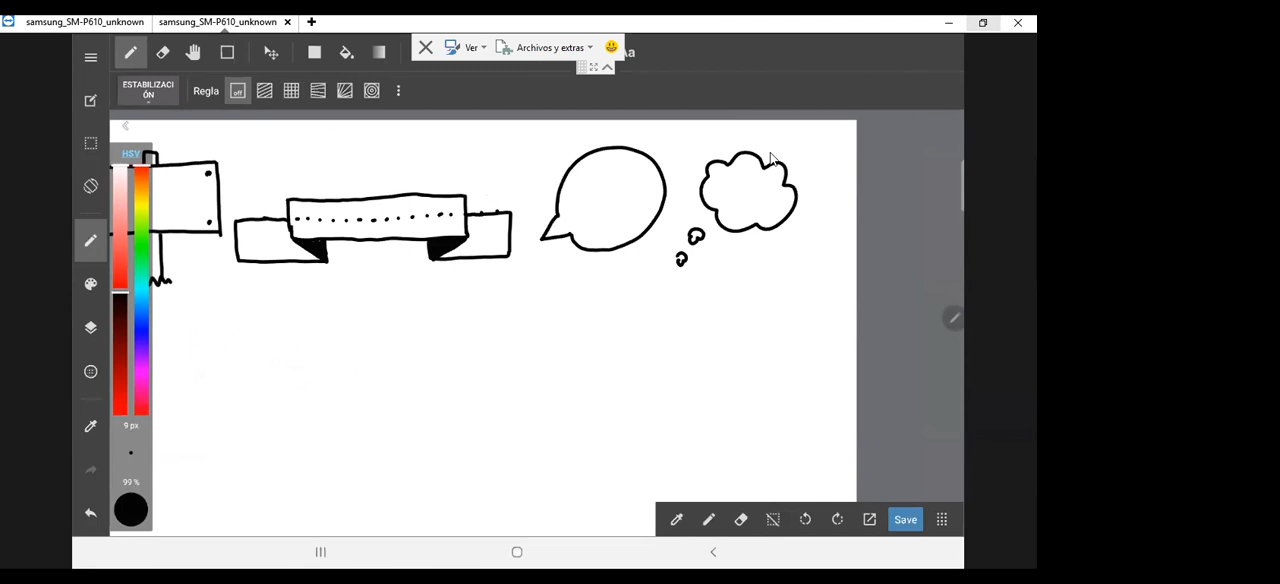 samsung_SM-P610_unknown samsung_SM-P610_unknown
Ver Archivos y extras
ESTABILIZACI
ÓN
Regla off
HSV
9 px
99 %
Save